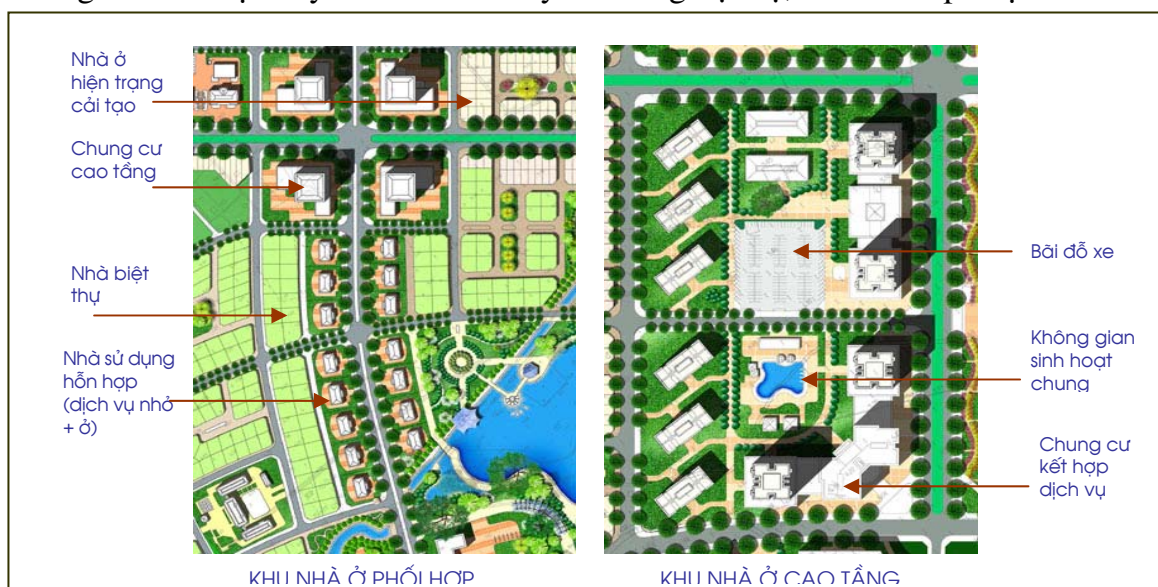 Nhà ở
hiện trạng
cải tạo
Chung cư
cao tầng
Nhà biệt
thự
Nhà sử dụng
hỗn hợp
(dịch vụ nhỏ
+ ở)
Bãi đỗ xe
Không gian
sinh hoạt
chung
Chung cư
kết hợp
dịch vụ
KHU NHÀ Ở PHỐI HỢP
KHU NHÀ Ở CAO TẦNG